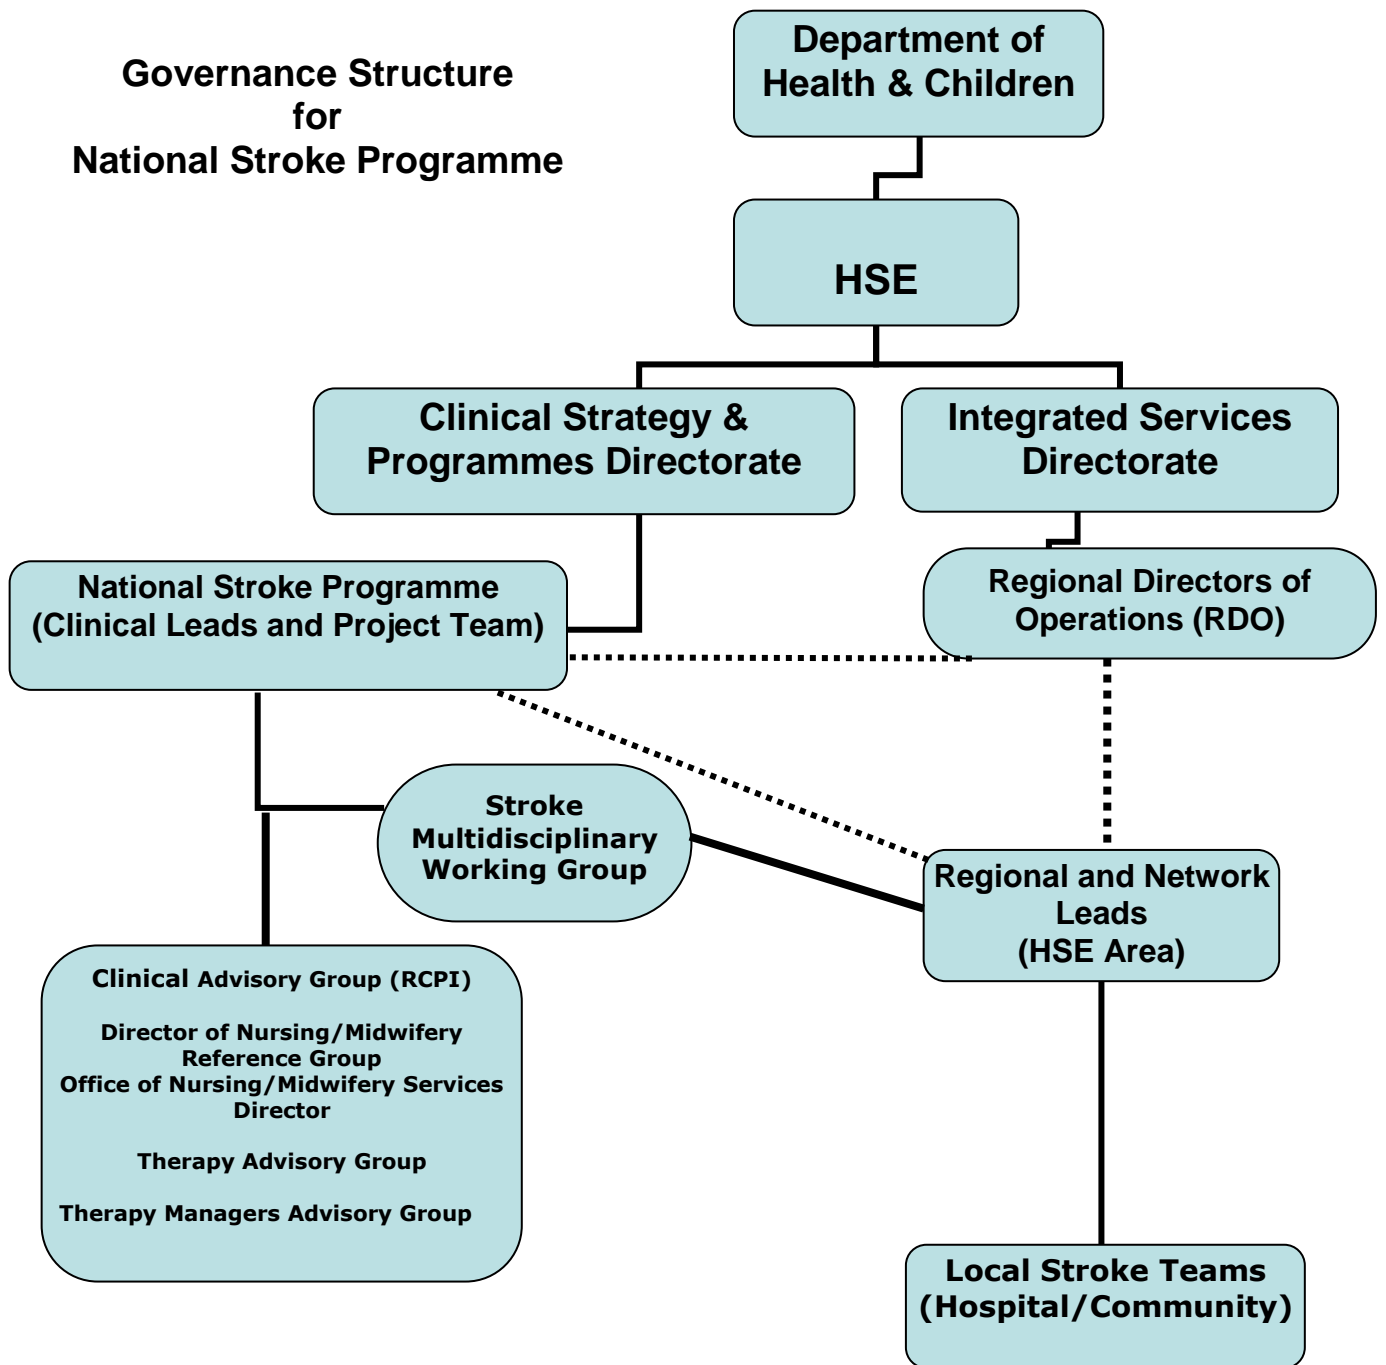 Governance Structure
for
National Stroke Programme
Department of
Health & Children
HSE
Clinical Strategy &
Programmes Directorate
Integrated Services
Directorate
National Stroke Programme
(Clinical Leads and Project Team)
Regional Directors of
Operations (RDO)
Stroke
Multidisciplinary
Working Group
Regional and Network
Leads
(HSE Area)
Clinical Advisory Group (RCPI)
Director of Nursing/Midwifery
Reference Group
Office of Nursing/Midwifery Services
Director
Therapy Advisory Group
Therapy Managers Advisory Group
Local Stroke Teams
(Hospital/Community)